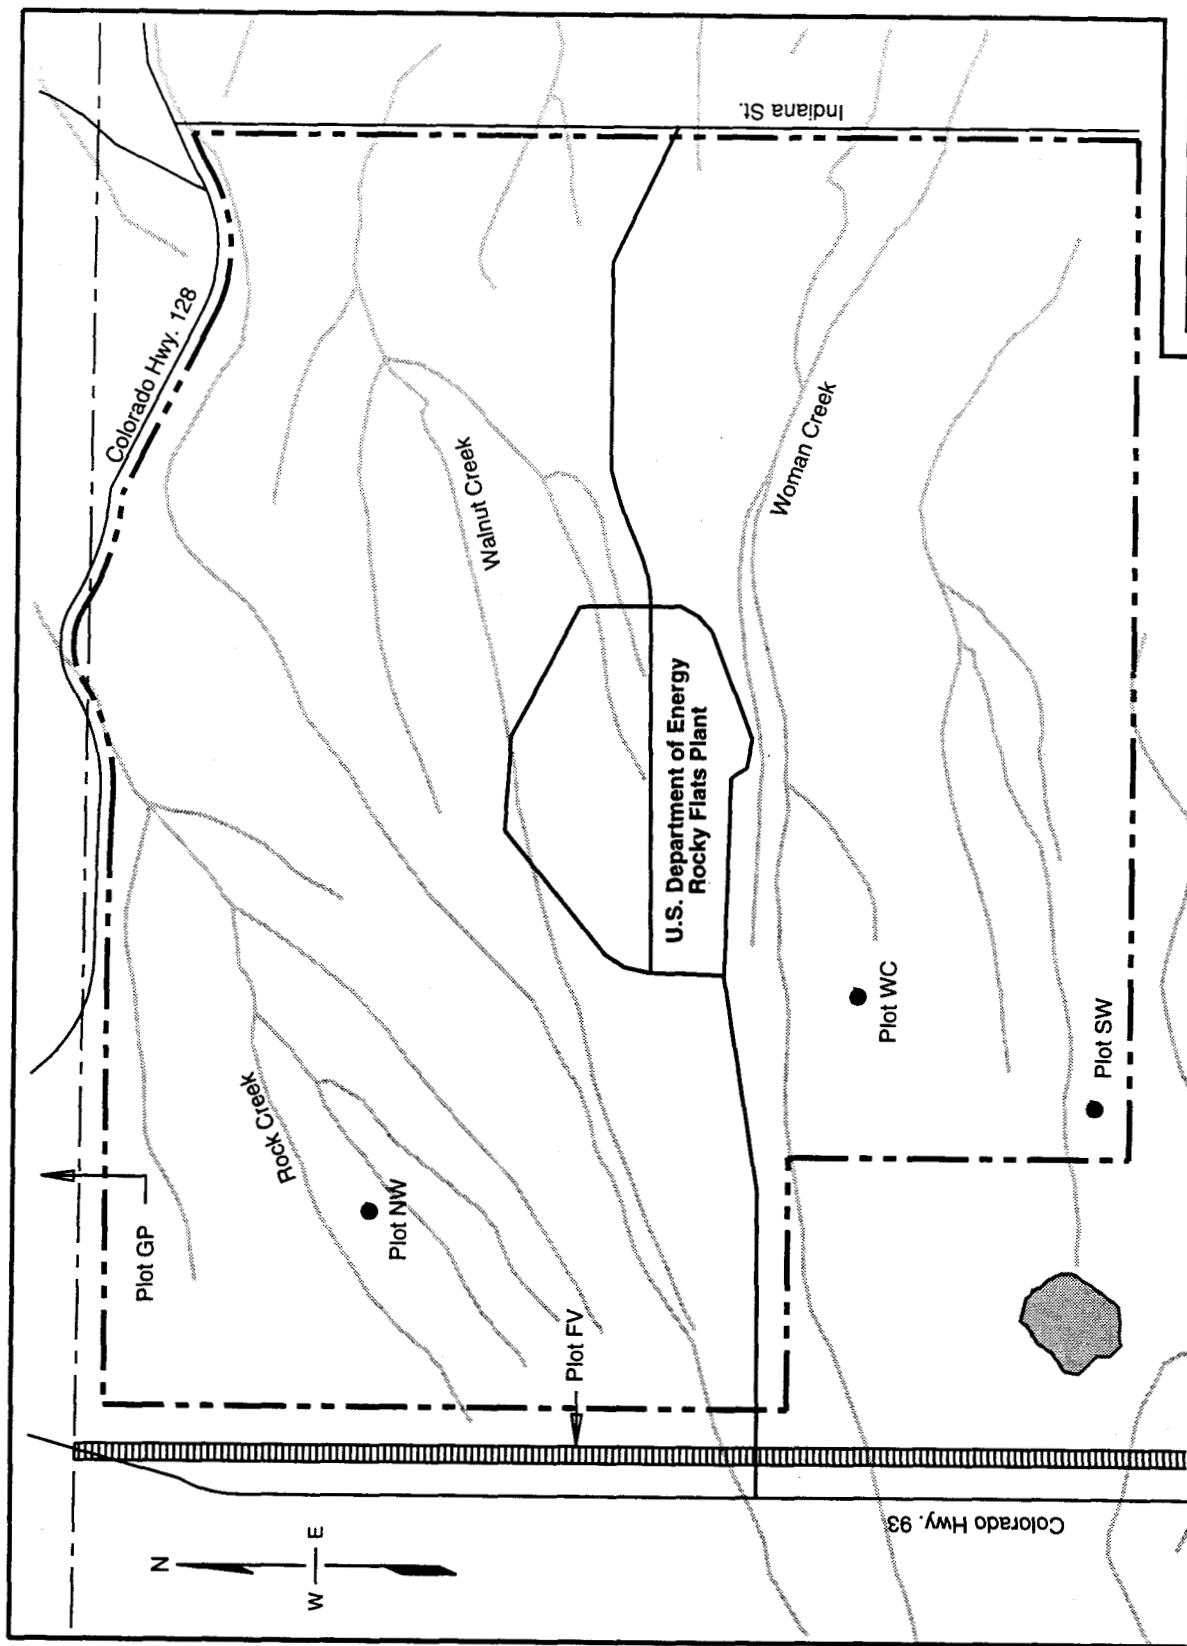 Colorado Hwy. 128
Indiana St.
Walnut Creek
Woman Creek
U.S. Department of Energy
Rocky Flats Plant
Rock Creek
Plot GP
Plot NW
Plot FV
Plot WC
Plot SW
Colorado Hwy. 93
N
W
E